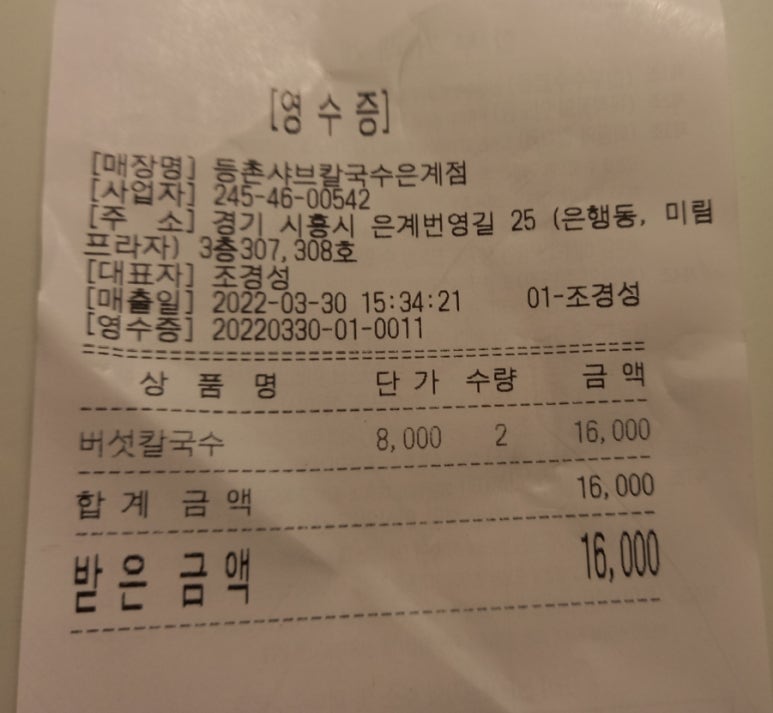 [영 수 증]
[매장명] 등촌샤브칼국수은계점
[사업자] 245-46-00542
[주 소] 경기 시흥시 은계번영길 25 (은행동, 미림
프라자) 3층307,308호
[대표자] 조경성
[매출일] 2022-03-30 15:34:21 01-조경성
[영수증] 20220330-01-0011
상 품 명 단 가 수량 금 액
버섯칼국수 8,000 2 16,000
합 계 금 액 16,000
받 은 금 액 16,000